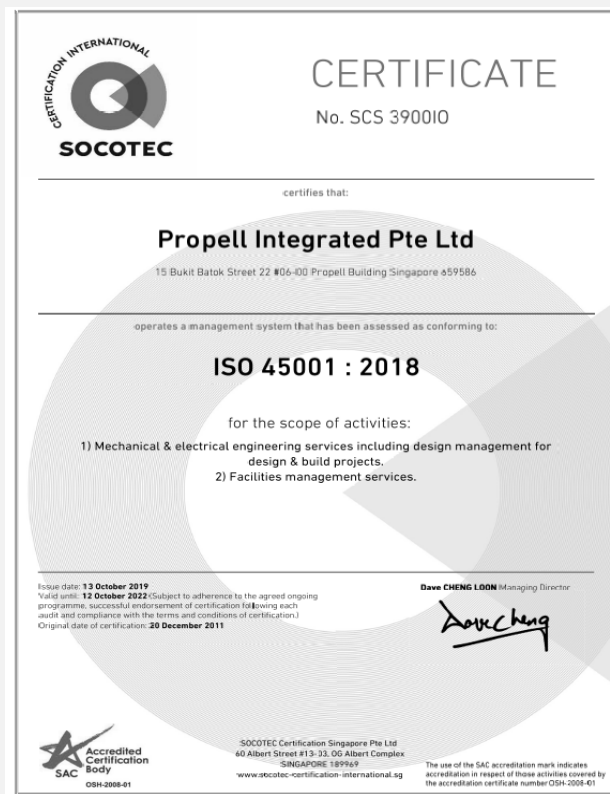 CERTIFICATION INTERNATIONAL
SOCOTEC
CERTIFICATE
No. SCS 3900IO
certifies that:
Propell Integrated Pte Ltd
15 Bukit Batok Street 22 #06-00 Propell Building Singapore 659586
operates a management system that has been assessed as conforming to:
ISO 45001 : 2018
for the scope of activities:
1) Mechanical & electrical engineering services including design management for
design & build projects.
2) Facilities management services.
Issue date: 13 October 2019
Valid until: 12 October 2022 (Subject to adherence to the agreed ongoing
programme, successful endorsement of certification following each
audit and compliance with the terms and conditions of certification.)
Original date of certification: 20 December 2011
Dave CHENG LOON Managing Director
Dave Cheng
SAC
Accredited
Certification
Body
OSH-2008-01
SOCOTEC Certification Singapore Pte Ltd
60 Albert Street #13-33, OG Albert Complex
SINGAPORE 189969
www.socotec-certification-international.sg
The use of the SAC accreditation mark indicates
accreditation in respect of those activities covered by
the accreditation certificate number OSH-2008-01